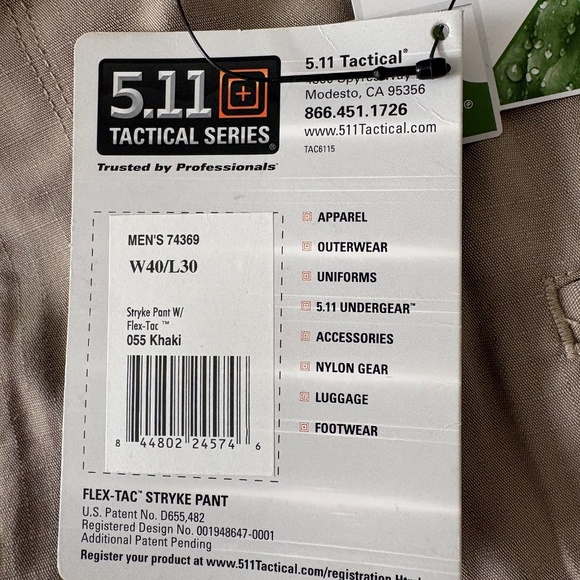 5.11
TACTICAL SERIES®
Trusted by Professionals
5.11 Tactical®
Modesto, CA 95356
866.451.1726
www.511Tactical.com
TAC6115
®
MEN'S 74369
W40/L30
Stryke Pant W/
Flex-Tac ™
055 Khaki
8 44802 24574 6
APPAREL
OUTERWEAR
UNIFORMS
5.11 UNDERGEAR™
ACCESSORIES
NYLON GEAR
LUGGAGE
FOOTWEAR
FLEX-TAC™ STRYKE PANT
U.S. Patent No. D655,482
Registered Design No. 001948647-0001
Additional Patent Pending
Register your product at www.511Tactical.com/registration